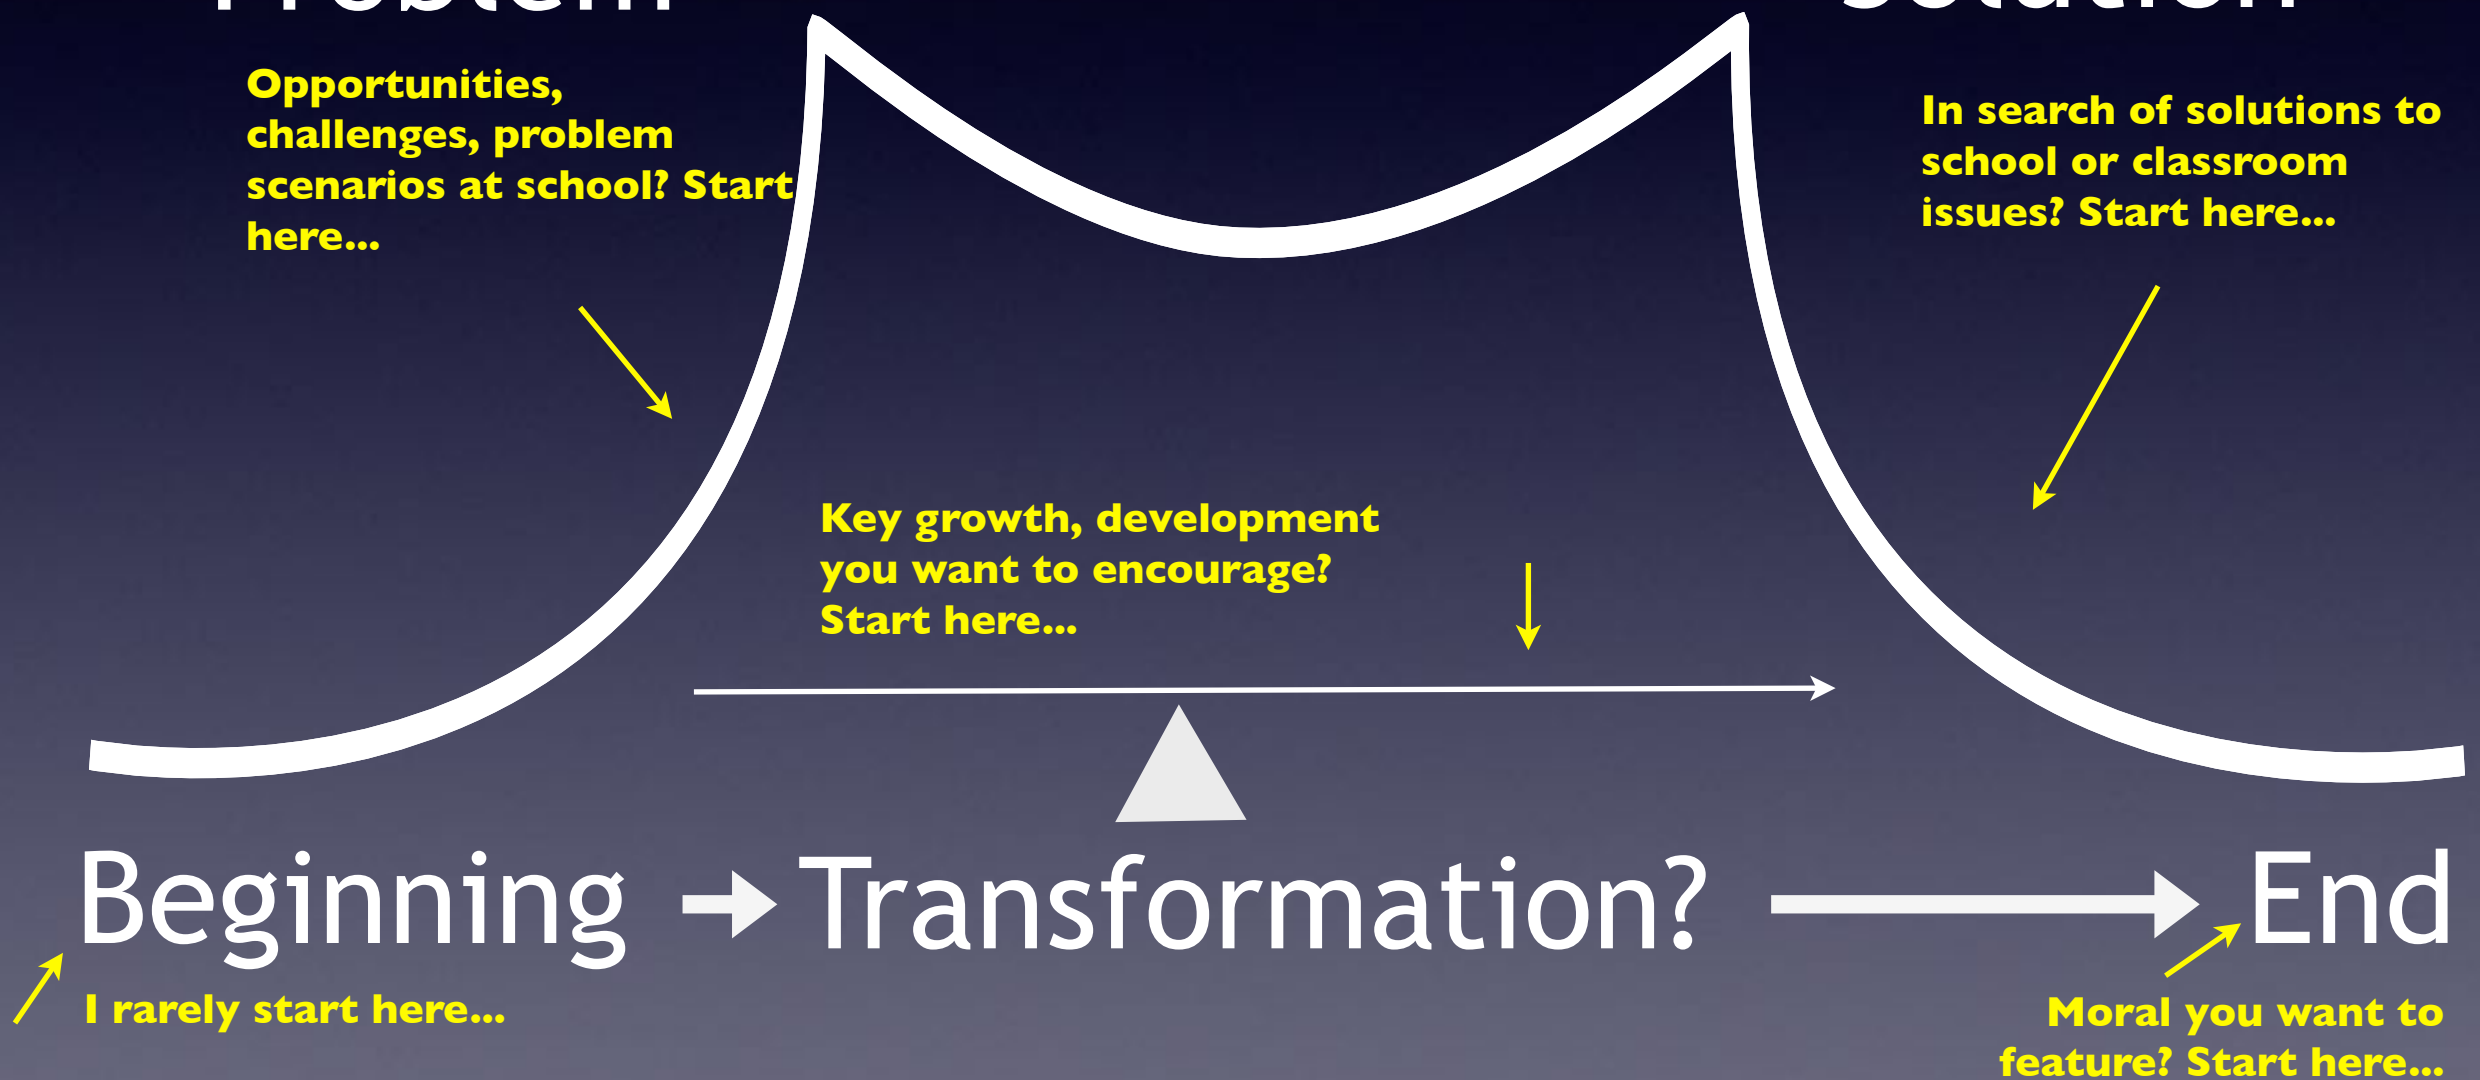 Problem
Solution
Opportunities,
challenges, problem
scenarios at school? Start
here...
In search of solutions to
school or classroom
issues? Start here...
Key growth, development
you want to encourage?
Start here...
Beginning
Transformation?
End
I rarely start here...
Moral you want to
feature? Start here...